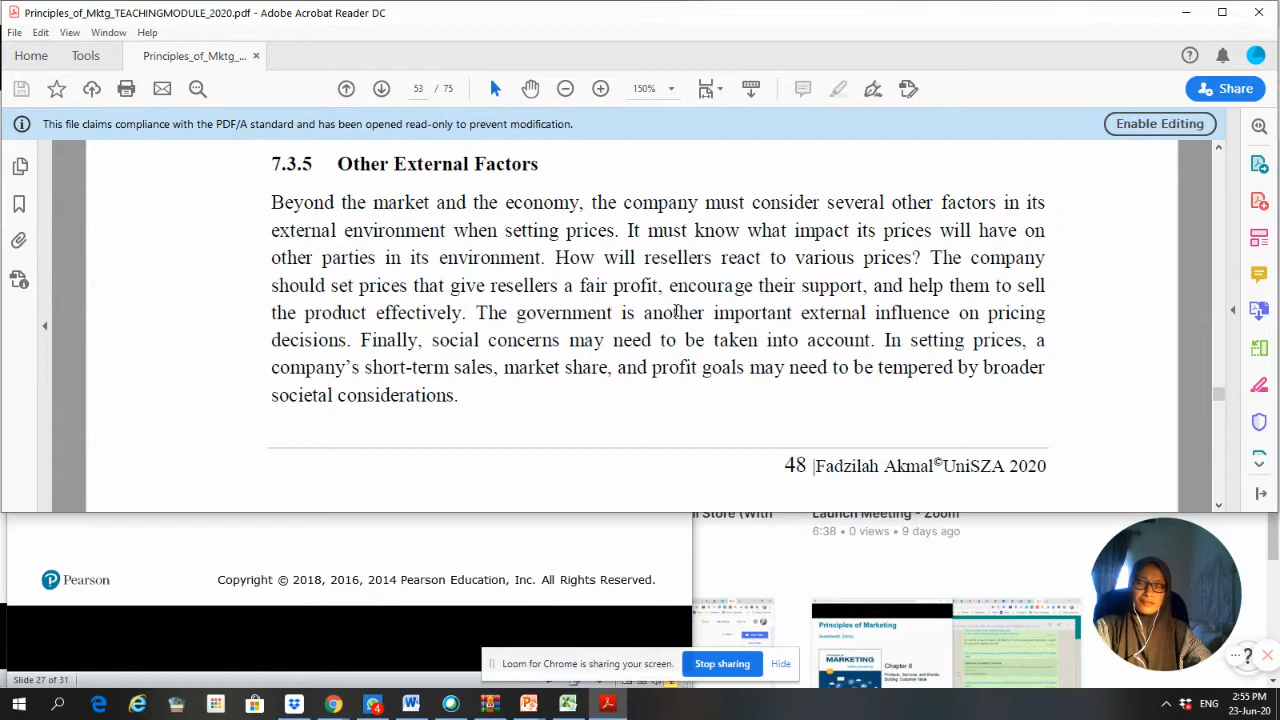 Principles_of_Mktg_TEACHINGMODULE_2020.pdf - Adobe Acrobat Reader DC
File Edit View Window Help
Home Tools Principles_of_Mktg_... ×
53 / 75 150%
Share
This file claims compliance with the PDF/A standard and has been opened read-only to prevent modification.
Enable Editing
7.3.5 Other External Factors
Beyond the market and the economy, the company must consider several other factors in its
external environment when setting prices. It must know what impact its prices will have on
other parties in its environment. How will resellers react to various prices? The company
should set prices that give resellers a fair profit, encourage their support, and help them to sell
the product effectively. The government is another important external influence on pricing
decisions. Finally, social concerns may need to be taken into account. In setting prices, a
company's short-term sales, market share, and profit goals may need to be tempered by broader
societal considerations.
48 |Fadzilah Akmal©UniSZA 2020
Store (With
Launch Meeting - Zoom
6:38 • 0 views • 9 days ago
Pearson
Copyright © 2018, 2016, 2014 Pearson Education, Inc. All Rights Reserved.
Principles of Marketing
MARKETING
Chapter 8
Products, Services, and Brands:
Building Customer Value
Loom for Chrome is sharing your screen.
Stop sharing
Hide
Slide 27 of 31
ENG
2:55 PM
23-Jun-20